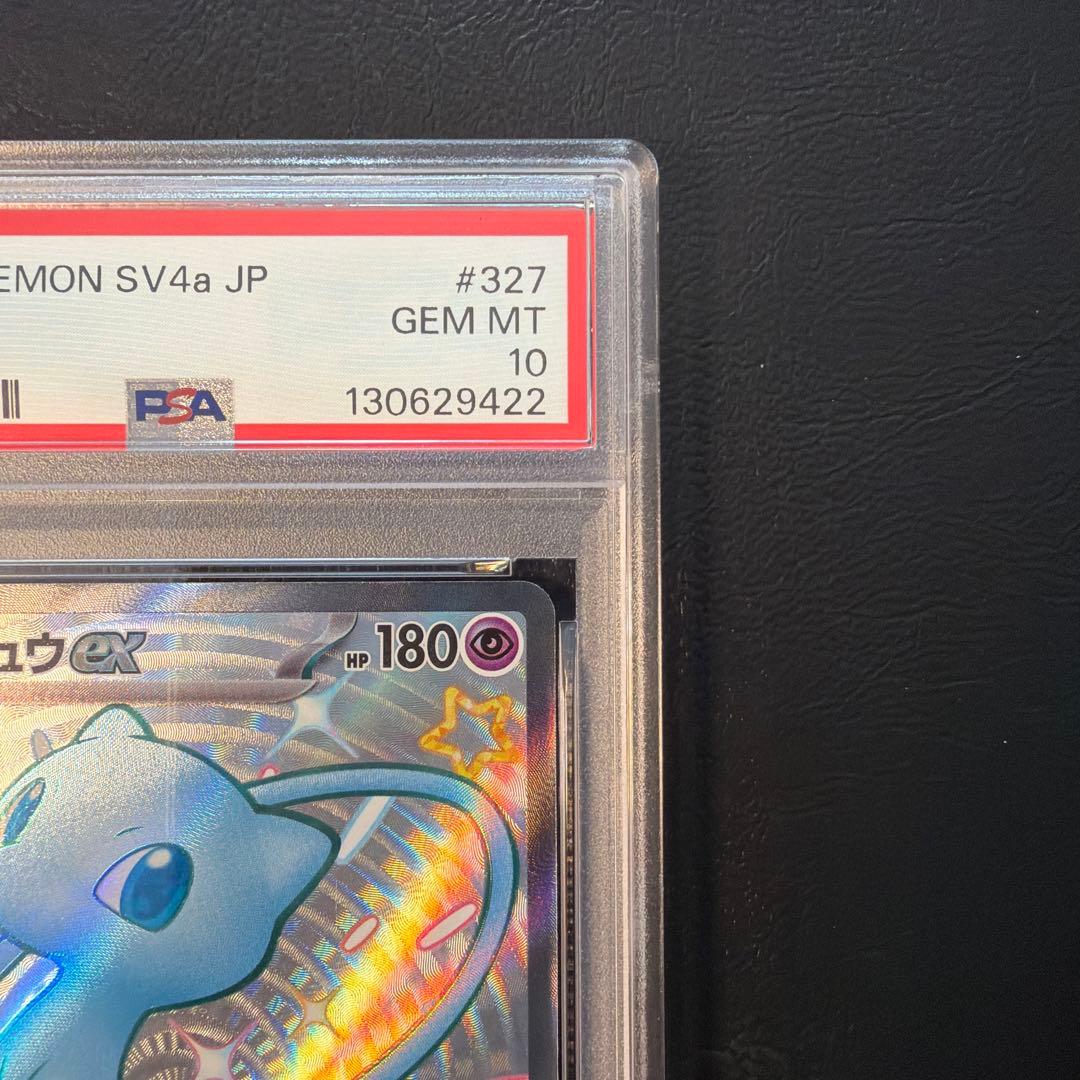 EMON SV4a JP #327
GEM MT
10
PSA 130629422
ュウex HP 180